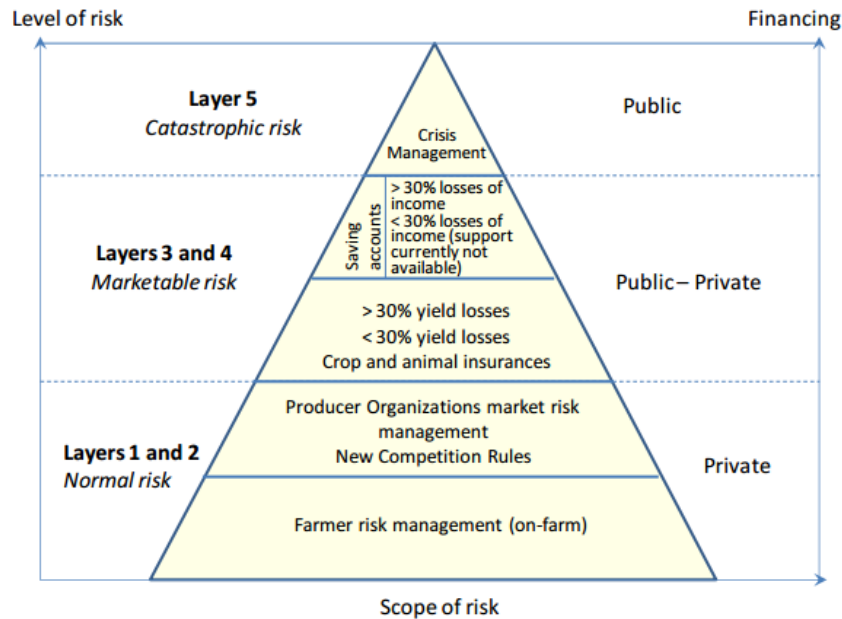 Level of risk
Financing
Layer 5
Catastrophic risk
Crisis
Management
Public
Layers 3 and 4
Marketable risk
Saving
accounts
> 30% losses of
income
< 30% losses of
income (support
currently not
available)
> 30% yield losses
< 30% yield losses
Crop and animal insurances
Public – Private
Layers 1 and 2
Normal risk
Producer Organizations market risk
management
New Competition Rules
Farmer risk management (on-farm)
Private
Scope of risk